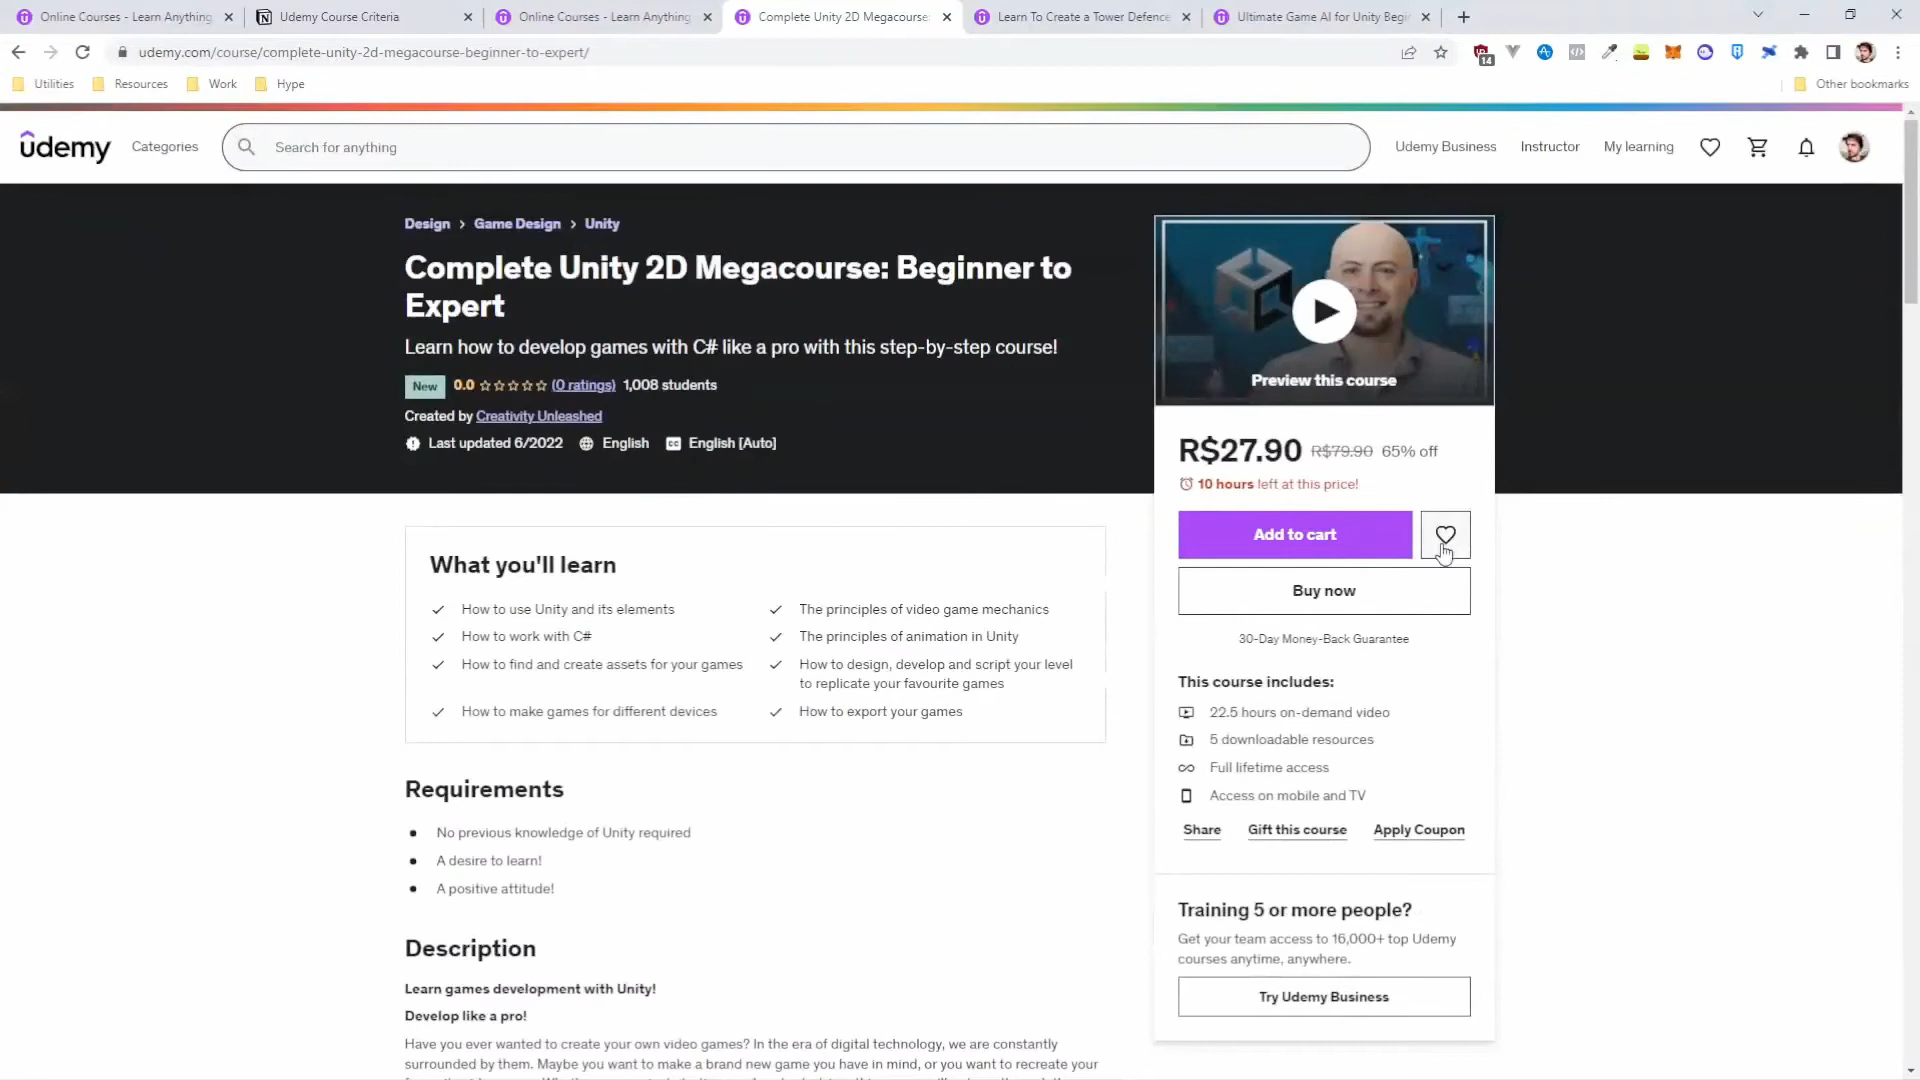 Online Courses - Learn Anything
Udemy Course Criteria
Online Courses - Learn Anything
Complete Unity 2D Megacourse:
Learn To Create a Tower Defence
Ultimate Game AI for Unity Begi
udemy.com/course/complete-unity-2d-megacourse-beginner-to-expert/
14
Utilities
Resources
Work
Hype
Other bookmarks
ûdemy
Categories
Search for anything
Udemy Business
Instructor
My learning
Design > Game Design > Unity
Complete Unity 2D Megacourse: Beginner to
Expert
Learn how to develop games with C# like a pro with this step-by-step course!
New 0.0 (0 ratings) 1,008 students
Created by Creativity Unleashed
Last updated 6/2022 English English [Auto]
Preview this course
R$27.90 R$79.90 65% off
10 hours left at this price!
Add to cart
Buy now
30-Day Money-Back Guarantee
This course includes:
22.5 hours on-demand video
5 downloadable resources
Full lifetime access
Access on mobile and TV
Share Gift this course Apply Coupon
Training 5 or more people?
Get your team access to 16,000+ top Udemy
courses anytime, anywhere.
Try Udemy Business
What you'll learn
How to use Unity and its elements
How to work with C#
How to find and create assets for your games
How to make games for different devices
The principles of video game mechanics
The principles of animation in Unity
How to design, develop and script your level
to replicate your favourite games
How to export your games
Requirements
No previous knowledge of Unity required
A desire to learn!
A positive attitude!
Description
Learn games development with Unity!
Develop like a pro!
Have you ever wanted to create your own video games? In the era of digital technology, we are constantly
surrounded by them. Maybe you want to make a brand new game you have in mind, or you want to recreate your